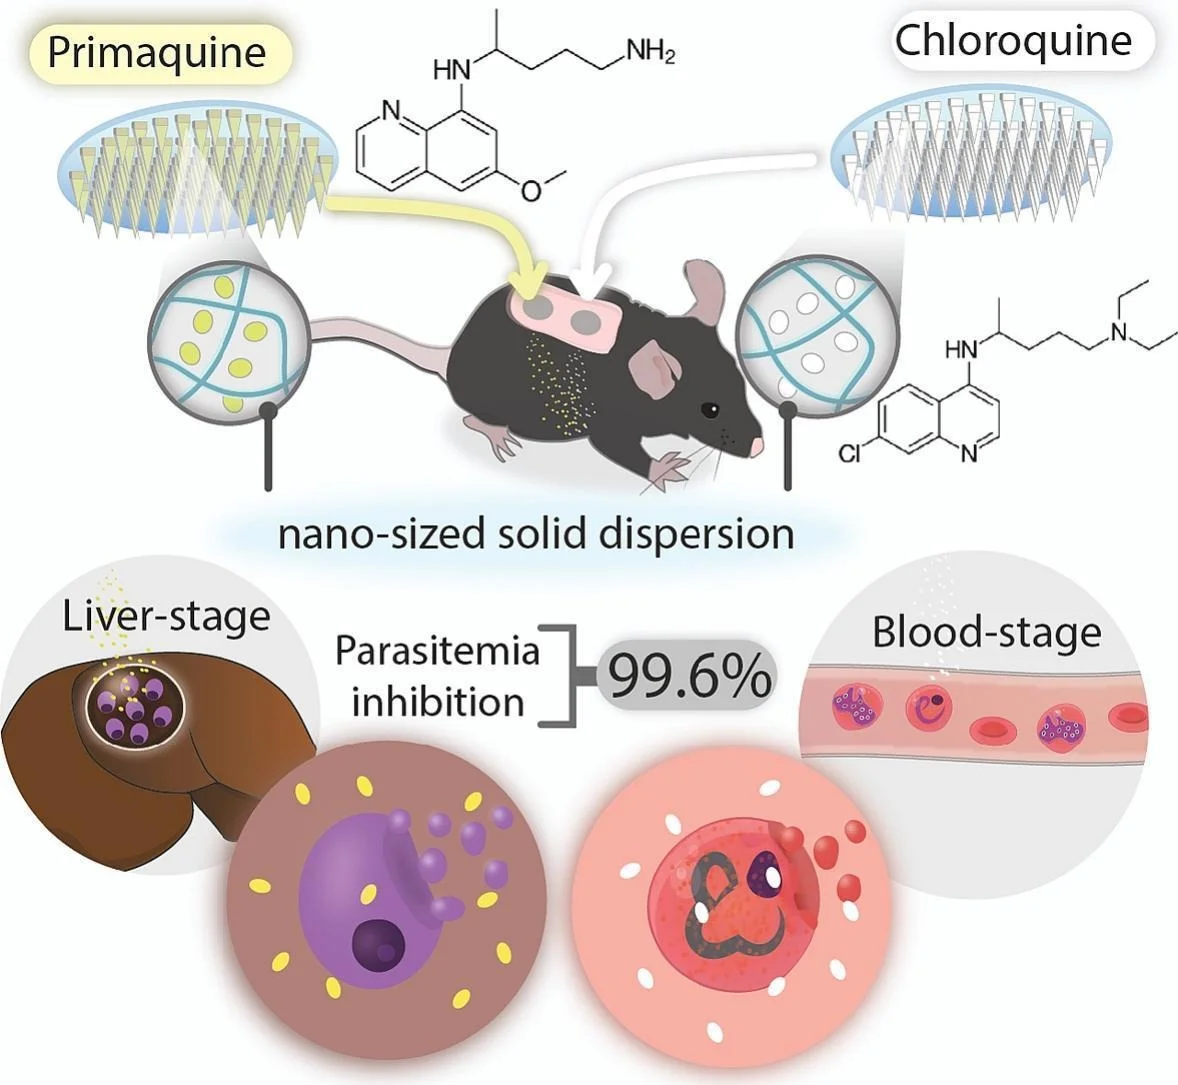 Primaquine
Chloroquine
NH2
HN
N
O
N
HN
Cl
N
nano-sized solid dispersion
Liver-stage
Parasitemia
inhibition
99.6%
Blood-stage